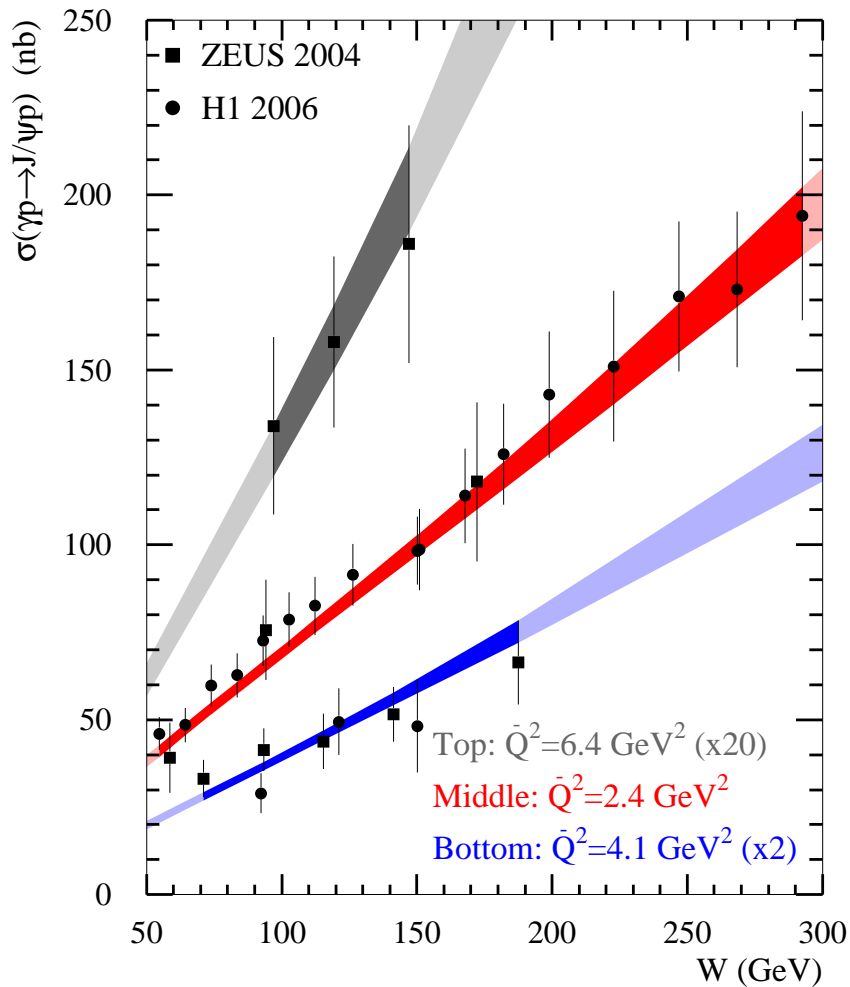 σ(γp→J/ψp) (nb)
250
200
150
100
50
0
ZEUS 2004
H1 2006
Top: Q̄²=6.4 GeV² (x20)
Middle: Q̄²=2.4 GeV²
Bottom: Q̄²=4.1 GeV² (x2)
50 100 150 200 250 300
W (GeV)